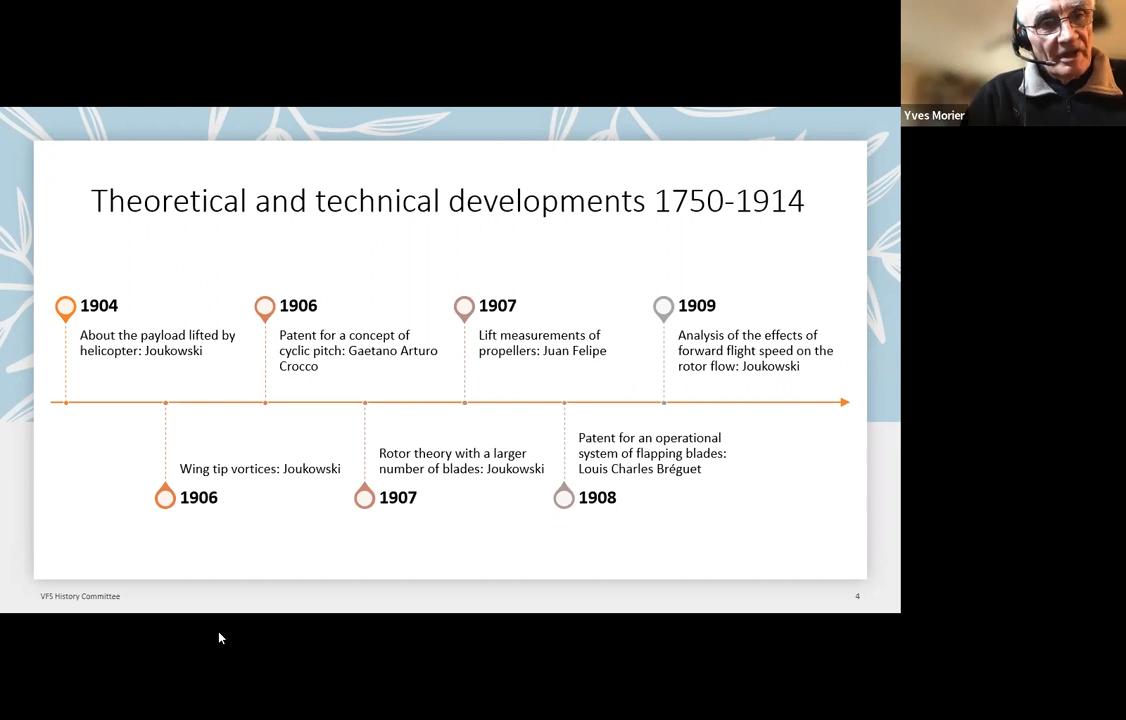 Yves Morier
Theoretical and technical developments 1750-1914
1904
About the payload lifted by
helicopter: Joukowski
1906
Patent for a concept of
cyclic pitch: Gaetano Arturo
Crocco
1907
Lift measurements of
propellers: Juan Felipe
1909
Analysis of the effects of
forward flight speed on the
rotor flow: Joukowski
Wing tip vortices: Joukowski
1906
Rotor theory with a larger
number of blades: Joukowski
1907
Patent for an operational
system of flapping blades:
Louis Charles Bréguet
1908
VFS History Committee
4